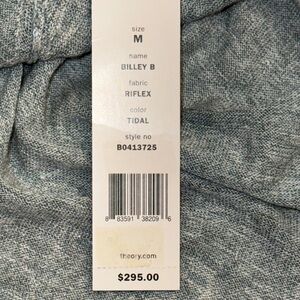 size
M
name
BILLEY B
fabric
RIFLEX
color
TIDAL
style no
B0413725
8 83591 38209 6
theory.com
$295.00